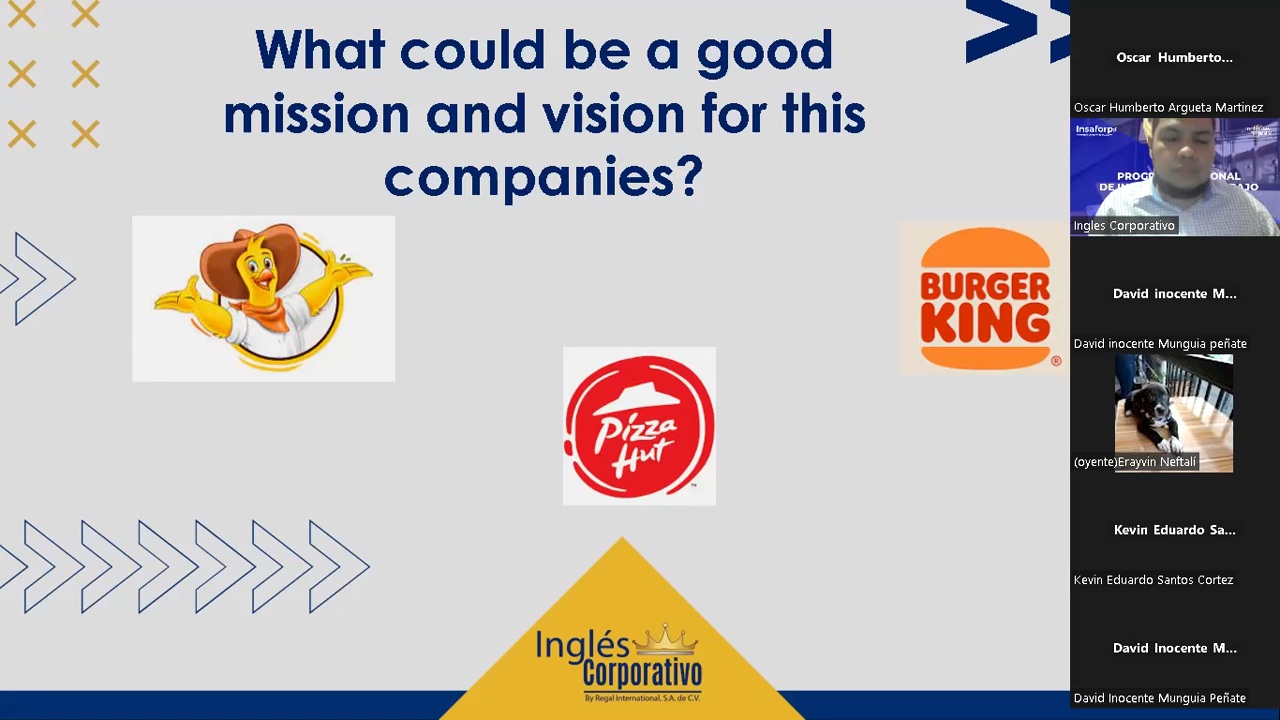 What could be a good
mission and vision for this
companies?
BURGER
KING
®
Pizza
Hut
™
Inglés
Corporativo
By Regal International, S.A. de C.V.
Oscar Humberto...
Oscar Humberto Argueta Martinez
Insaforp
Ingles Corporativo
David inocente M...
David inocente Munguia peñate
(oyente)Erayvin Neftalí
Kevin Eduardo Sa...
Kevin Eduardo Santos Cortez
David Inocente M...
David Inocente Munguia Peñate